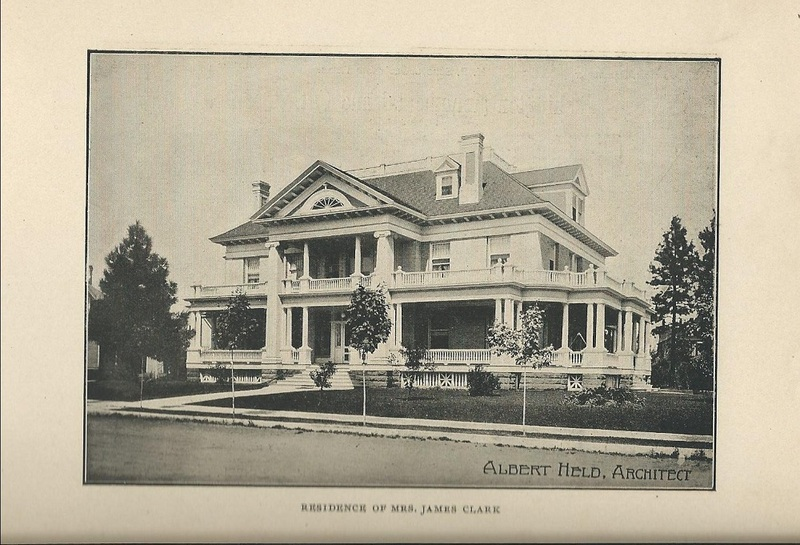 ALBERT HELD, ARCHITECT
RESIDENCE OF MRS. JAMES CLARK